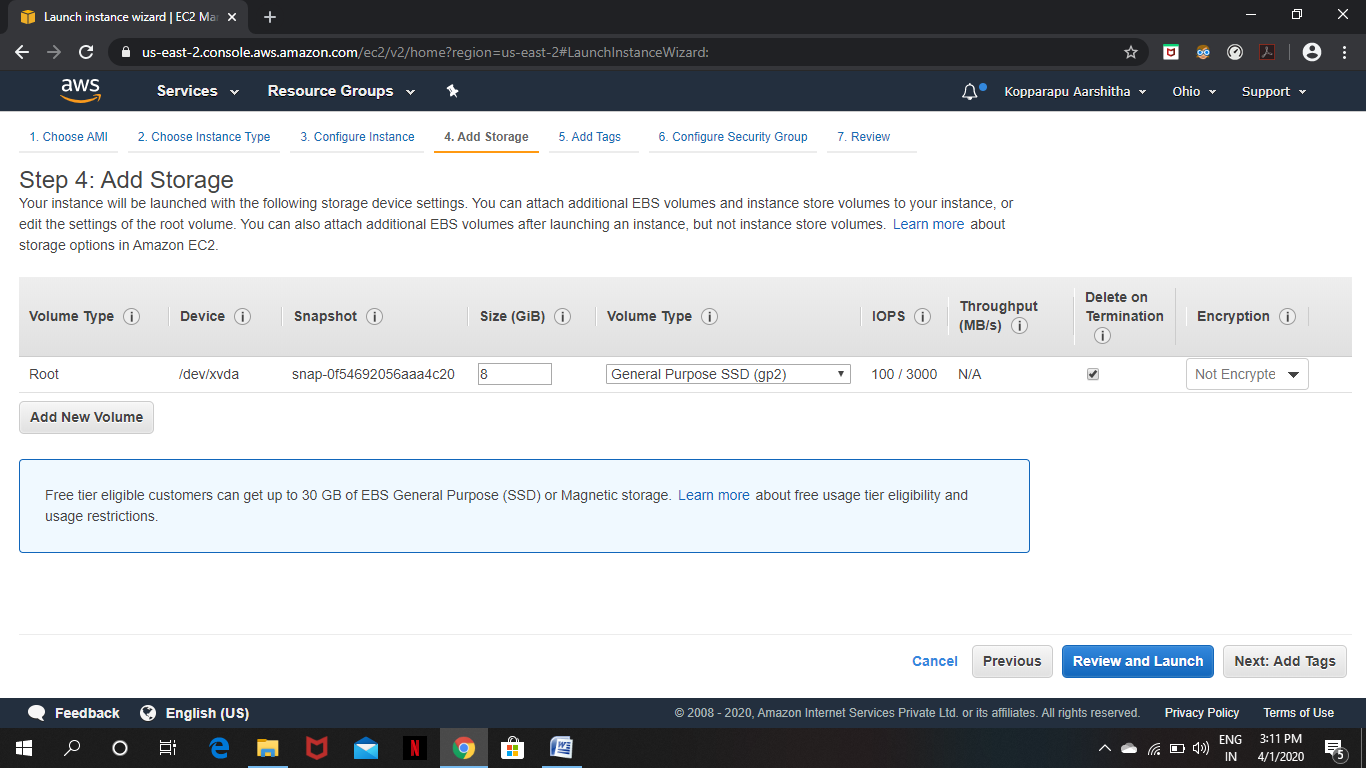 Launch instance wizard | EC2 Ma
us-east-2.console.aws.amazon.com/ec2/v2/home?region=us-east-2#LaunchInstanceWizard:
aws
Services
Resource Groups
Kopparapu Aarshitha
Ohio
Support
1. Choose AMI
2. Choose Instance Type
3. Configure Instance
4. Add Storage
5. Add Tags
6. Configure Security Group
7. Review
Step 4: Add Storage
Your instance will be launched with the following storage device settings. You can attach additional EBS volumes and instance store volumes to your instance, or
edit the settings of the root volume. You can also attach additional EBS volumes after launching an instance, but not instance store volumes. Learn more about
storage options in Amazon EC2.
Volume Type i
Device i
Snapshot i
Size (GiB) i
Volume Type i
IOPS i
Throughput
(MB/s) i
Delete on
Termination
i
Encryption i
Root
/dev/xvda
snap-0f54692056aaa4c20
8
General Purpose SSD (gp2)
100 / 3000
N/A
Not Encrypte
Add New Volume
Free tier eligible customers can get up to 30 GB of EBS General Purpose (SSD) or Magnetic storage. Learn more about free usage tier eligibility and
usage restrictions.
Cancel
Previous
Review and Launch
Next: Add Tags
Feedback
English (US)
© 2008 - 2020, Amazon Internet Services Private Ltd. or its affiliates. All rights reserved.
Privacy Policy
Terms of Use
N
ENG
IN
3:11 PM
4/1/2020
5